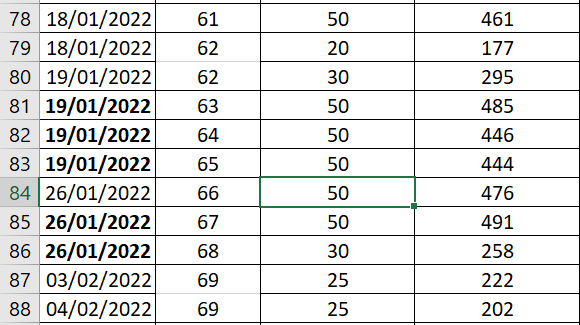 78 18/01/2022 61 50 461
79 18/01/2022 62 20 177
80 19/01/2022 62 30 295
81 19/01/2022 63 50 485
82 19/01/2022 64 50 446
83 19/01/2022 65 50 444
84 26/01/2022 66 50 476
85 26/01/2022 67 50 491
86 26/01/2022 68 30 258
87 03/02/2022 69 25 222
88 04/02/2022 69 25 202